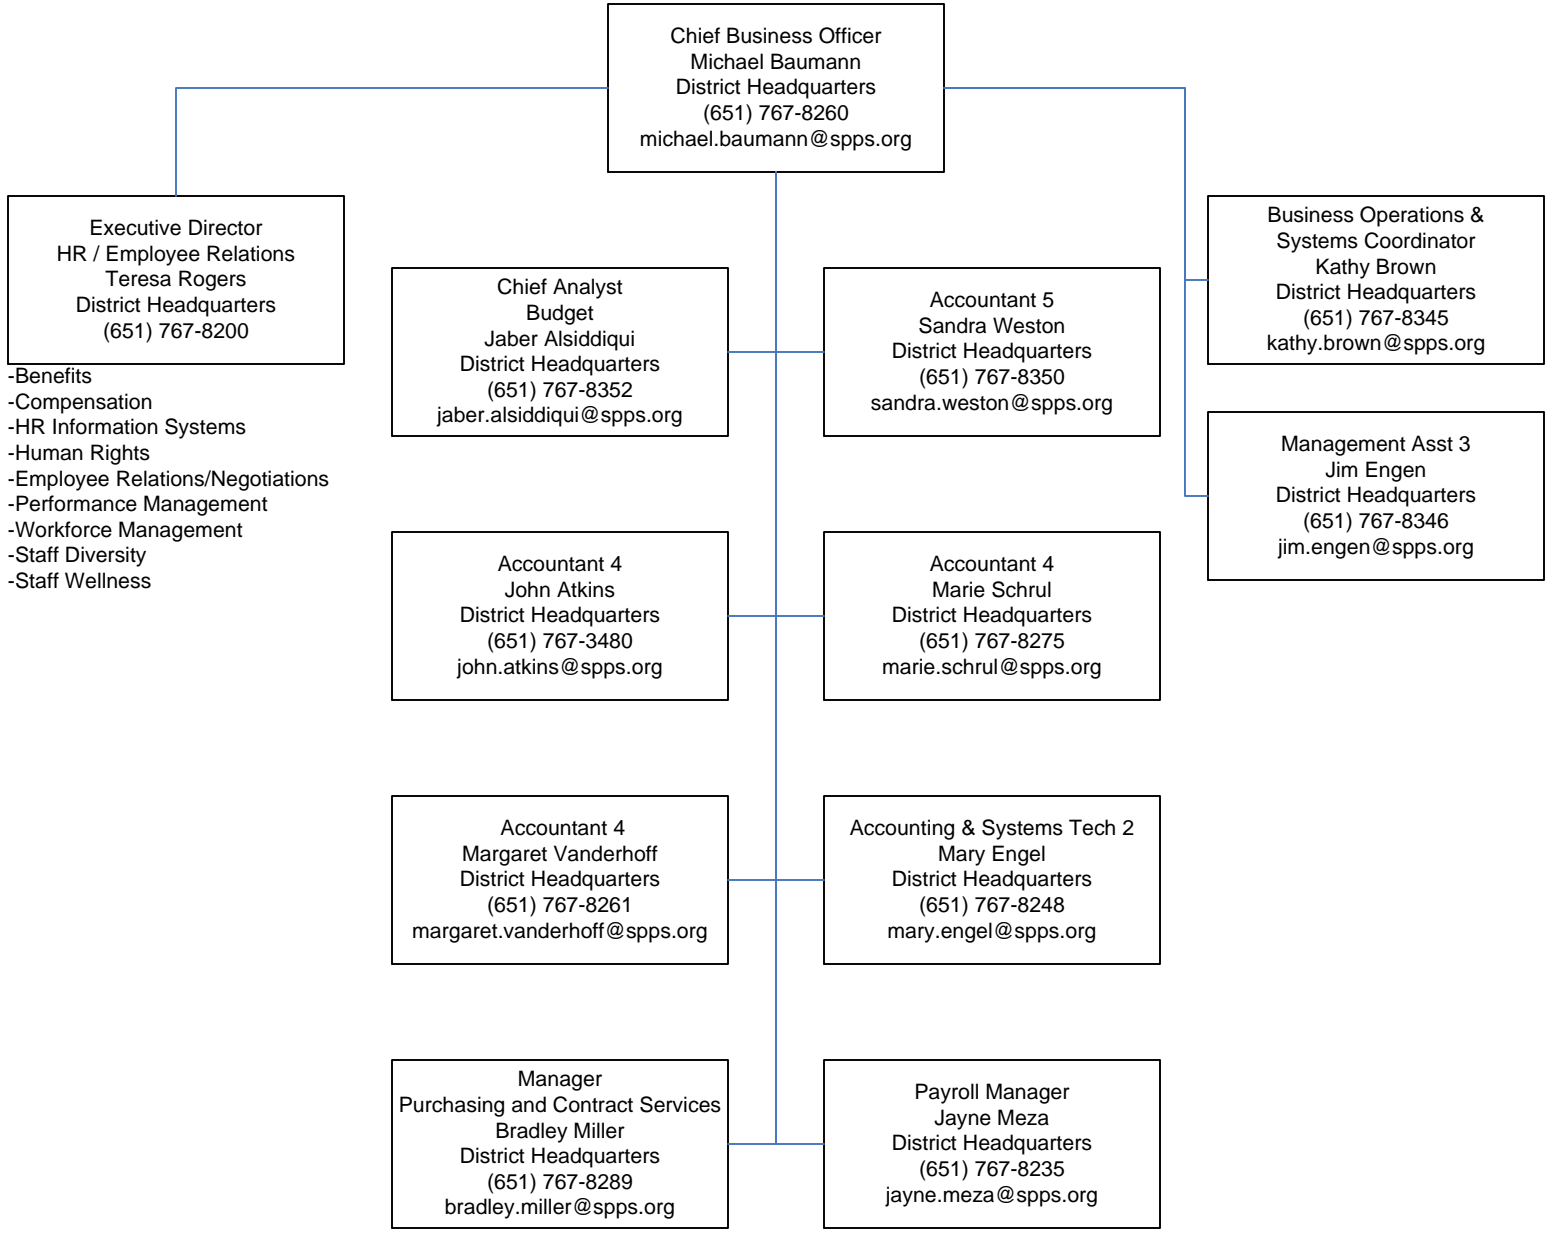 Chief Business Officer
Michael Baumann
District Headquarters
(651) 767-8260
michael.baumann@spps.org
Executive Director
HR / Employee Relations
Teresa Rogers
District Headquarters
(651) 767-8200
-Benefits
-Compensation
-HR Information Systems
-Human Rights
-Employee Relations/Negotiations
-Performance Management
-Workforce Management
-Staff Diversity
-Staff Wellness
Chief Analyst
Budget
Jaber Alsiddiqui
District Headquarters
(651) 767-8352
jaber.alsiddiqui@spps.org
Accountant 5
Sandra Weston
District Headquarters
(651) 767-8350
sandra.weston@spps.org
Business Operations &
Systems Coordinator
Kathy Brown
District Headquarters
(651) 767-8345
kathy.brown@spps.org
Management Asst 3
Jim Engen
District Headquarters
(651) 767-8346
jim.engen@spps.org
Accountant 4
John Atkins
District Headquarters
(651) 767-3480
john.atkins@spps.org
Accountant 4
Marie Schrul
District Headquarters
(651) 767-8275
marie.schrul@spps.org
Accountant 4
Margaret Vanderhoff
District Headquarters
(651) 767-8261
margaret.vanderhoff@spps.org
Accounting & Systems Tech 2
Mary Engel
District Headquarters
(651) 767-8248
mary.engel@spps.org
Manager
Purchasing and Contract Services
Bradley Miller
District Headquarters
(651) 767-8289
bradley.miller@spps.org
Payroll Manager
Jayne Meza
District Headquarters
(651) 767-8235
jayne.meza@spps.org